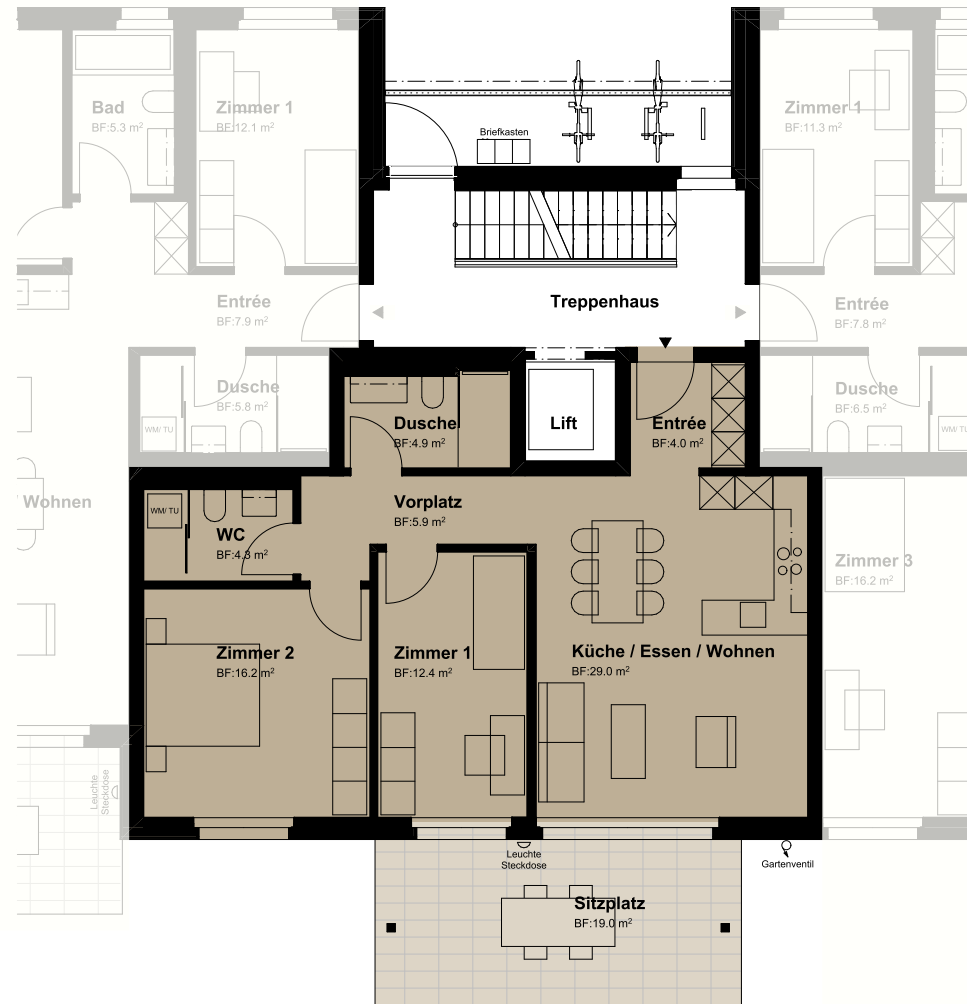 Briefkasten
Bad
BF:5.3 m²
Zimmer 1
BF:12.1 m²
Zimmer 1
BF:11.3 m²
Entrée
BF:7.9 m²
Treppenhaus
Entrée
BF:7.8 m²
Dusche
BF:5.8 m²
WM/ TU
Dusche
BF:4.9 m²
Lift
Entrée
BF:4.0 m²
Dusche
BF:6.5 m²
WM/ TU
Wohnen
WM/ TU
WC
BF:4.3 m²
Vorplatz
BF:5.9 m²
Zimmer 3
BF:16.2 m²
Zimmer 2
BF:16.2 m²
Zimmer 1
BF:12.4 m²
Küche / Essen / Wohnen
BF:29.0 m²
Leuchte
Steckdose
Leuchte
Steckdose
Gartenventil
Sitzplatz
BF:19.0 m²